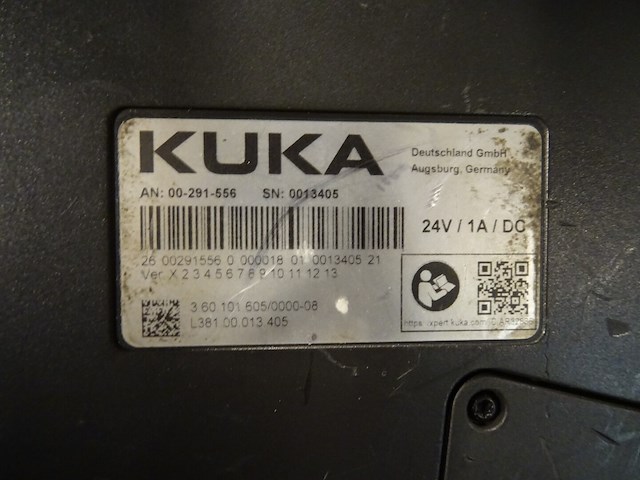 KUKA
Deutschland GmbH
Augsburg, Germany
AN: 00-291-556 SN: 0013405
24V / 1A / DC
26 00291556 0 000018 01 0013405 21
Ver X 2 3 4 5 6 7 8 9 10 11 12 13
3 60 101 605/0000-06
L381.00.013 405